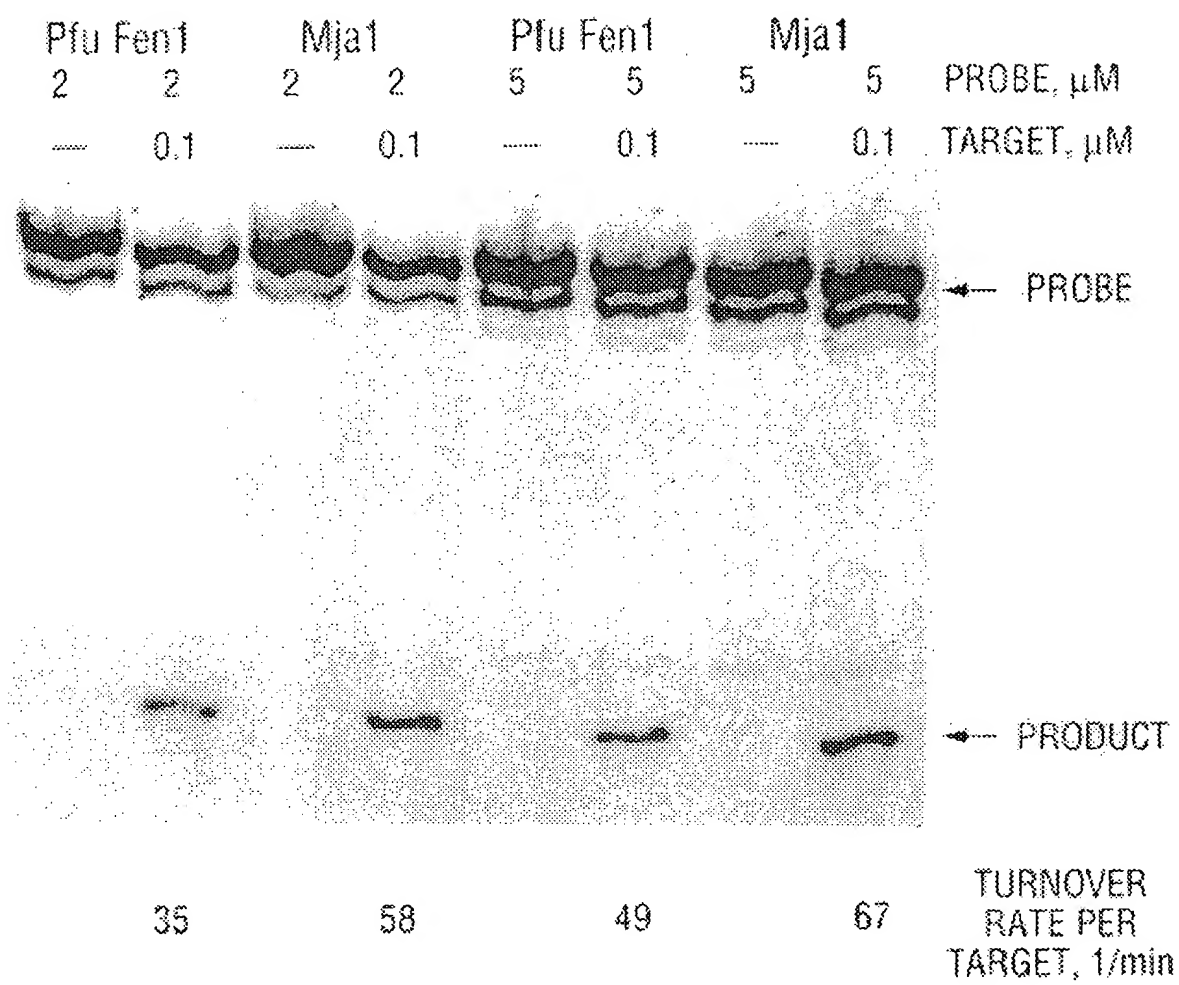 Pfu Fen1 Mja1 Pfu Fen1 Mja1
2 2 2 2 5 5 5 5 PROBE, µM
— 0.1 — 0.1 — 0.1 — 0.1 TARGET, µM
PROBE
PRODUCT
35 58 49 67
TURNOVER
RATE PER
TARGET, 1/min